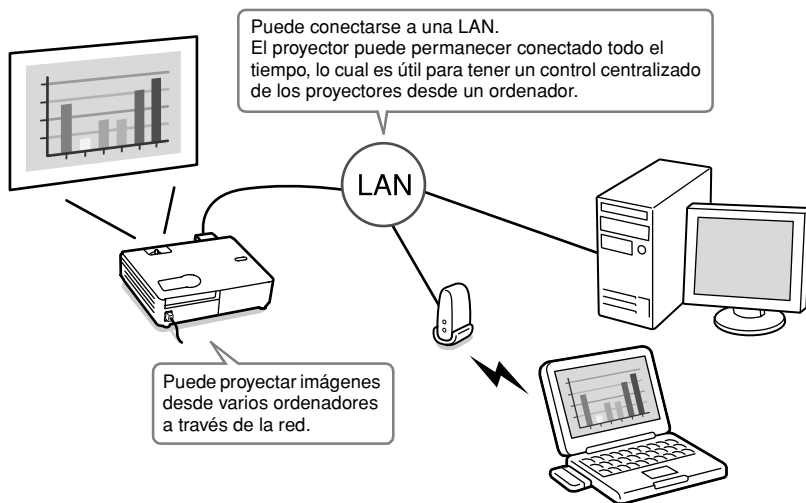 Puede conectarse a una LAN.
El proyector puede permanecer conectado todo el
tiempo, lo cual es útil para tener un control centralizado
de los proyectores desde un ordenador.
LAN
Puede proyectar imágenes
desde varios ordenadores
a través de la red.